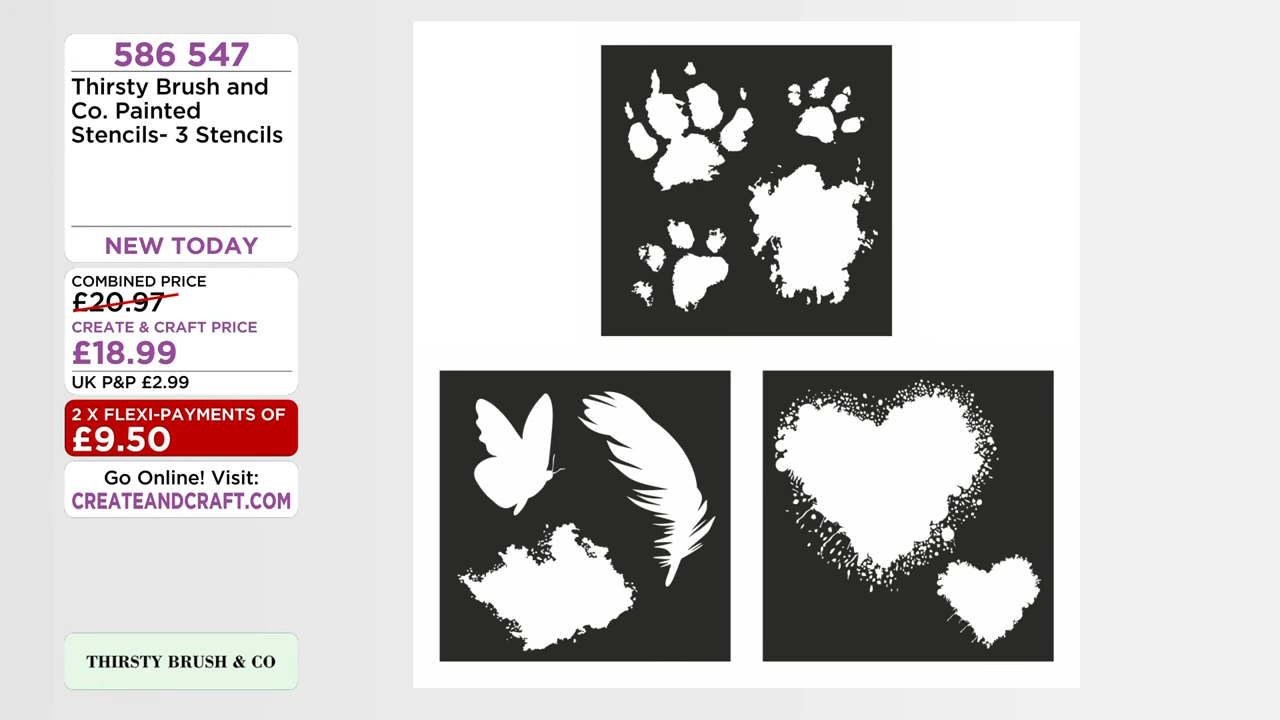 586 547
Thirsty Brush and
Co. Painted
Stencils- 3 Stencils
NEW TODAY
COMBINED PRICE
£20.97
CREATE & CRAFT PRICE
£18.99
UK P&P £2.99
2 X FLEXI-PAYMENTS OF
£9.50
Go Online! Visit:
CREATEANDCRAFT.COM
THIRSTY BRUSH & CO